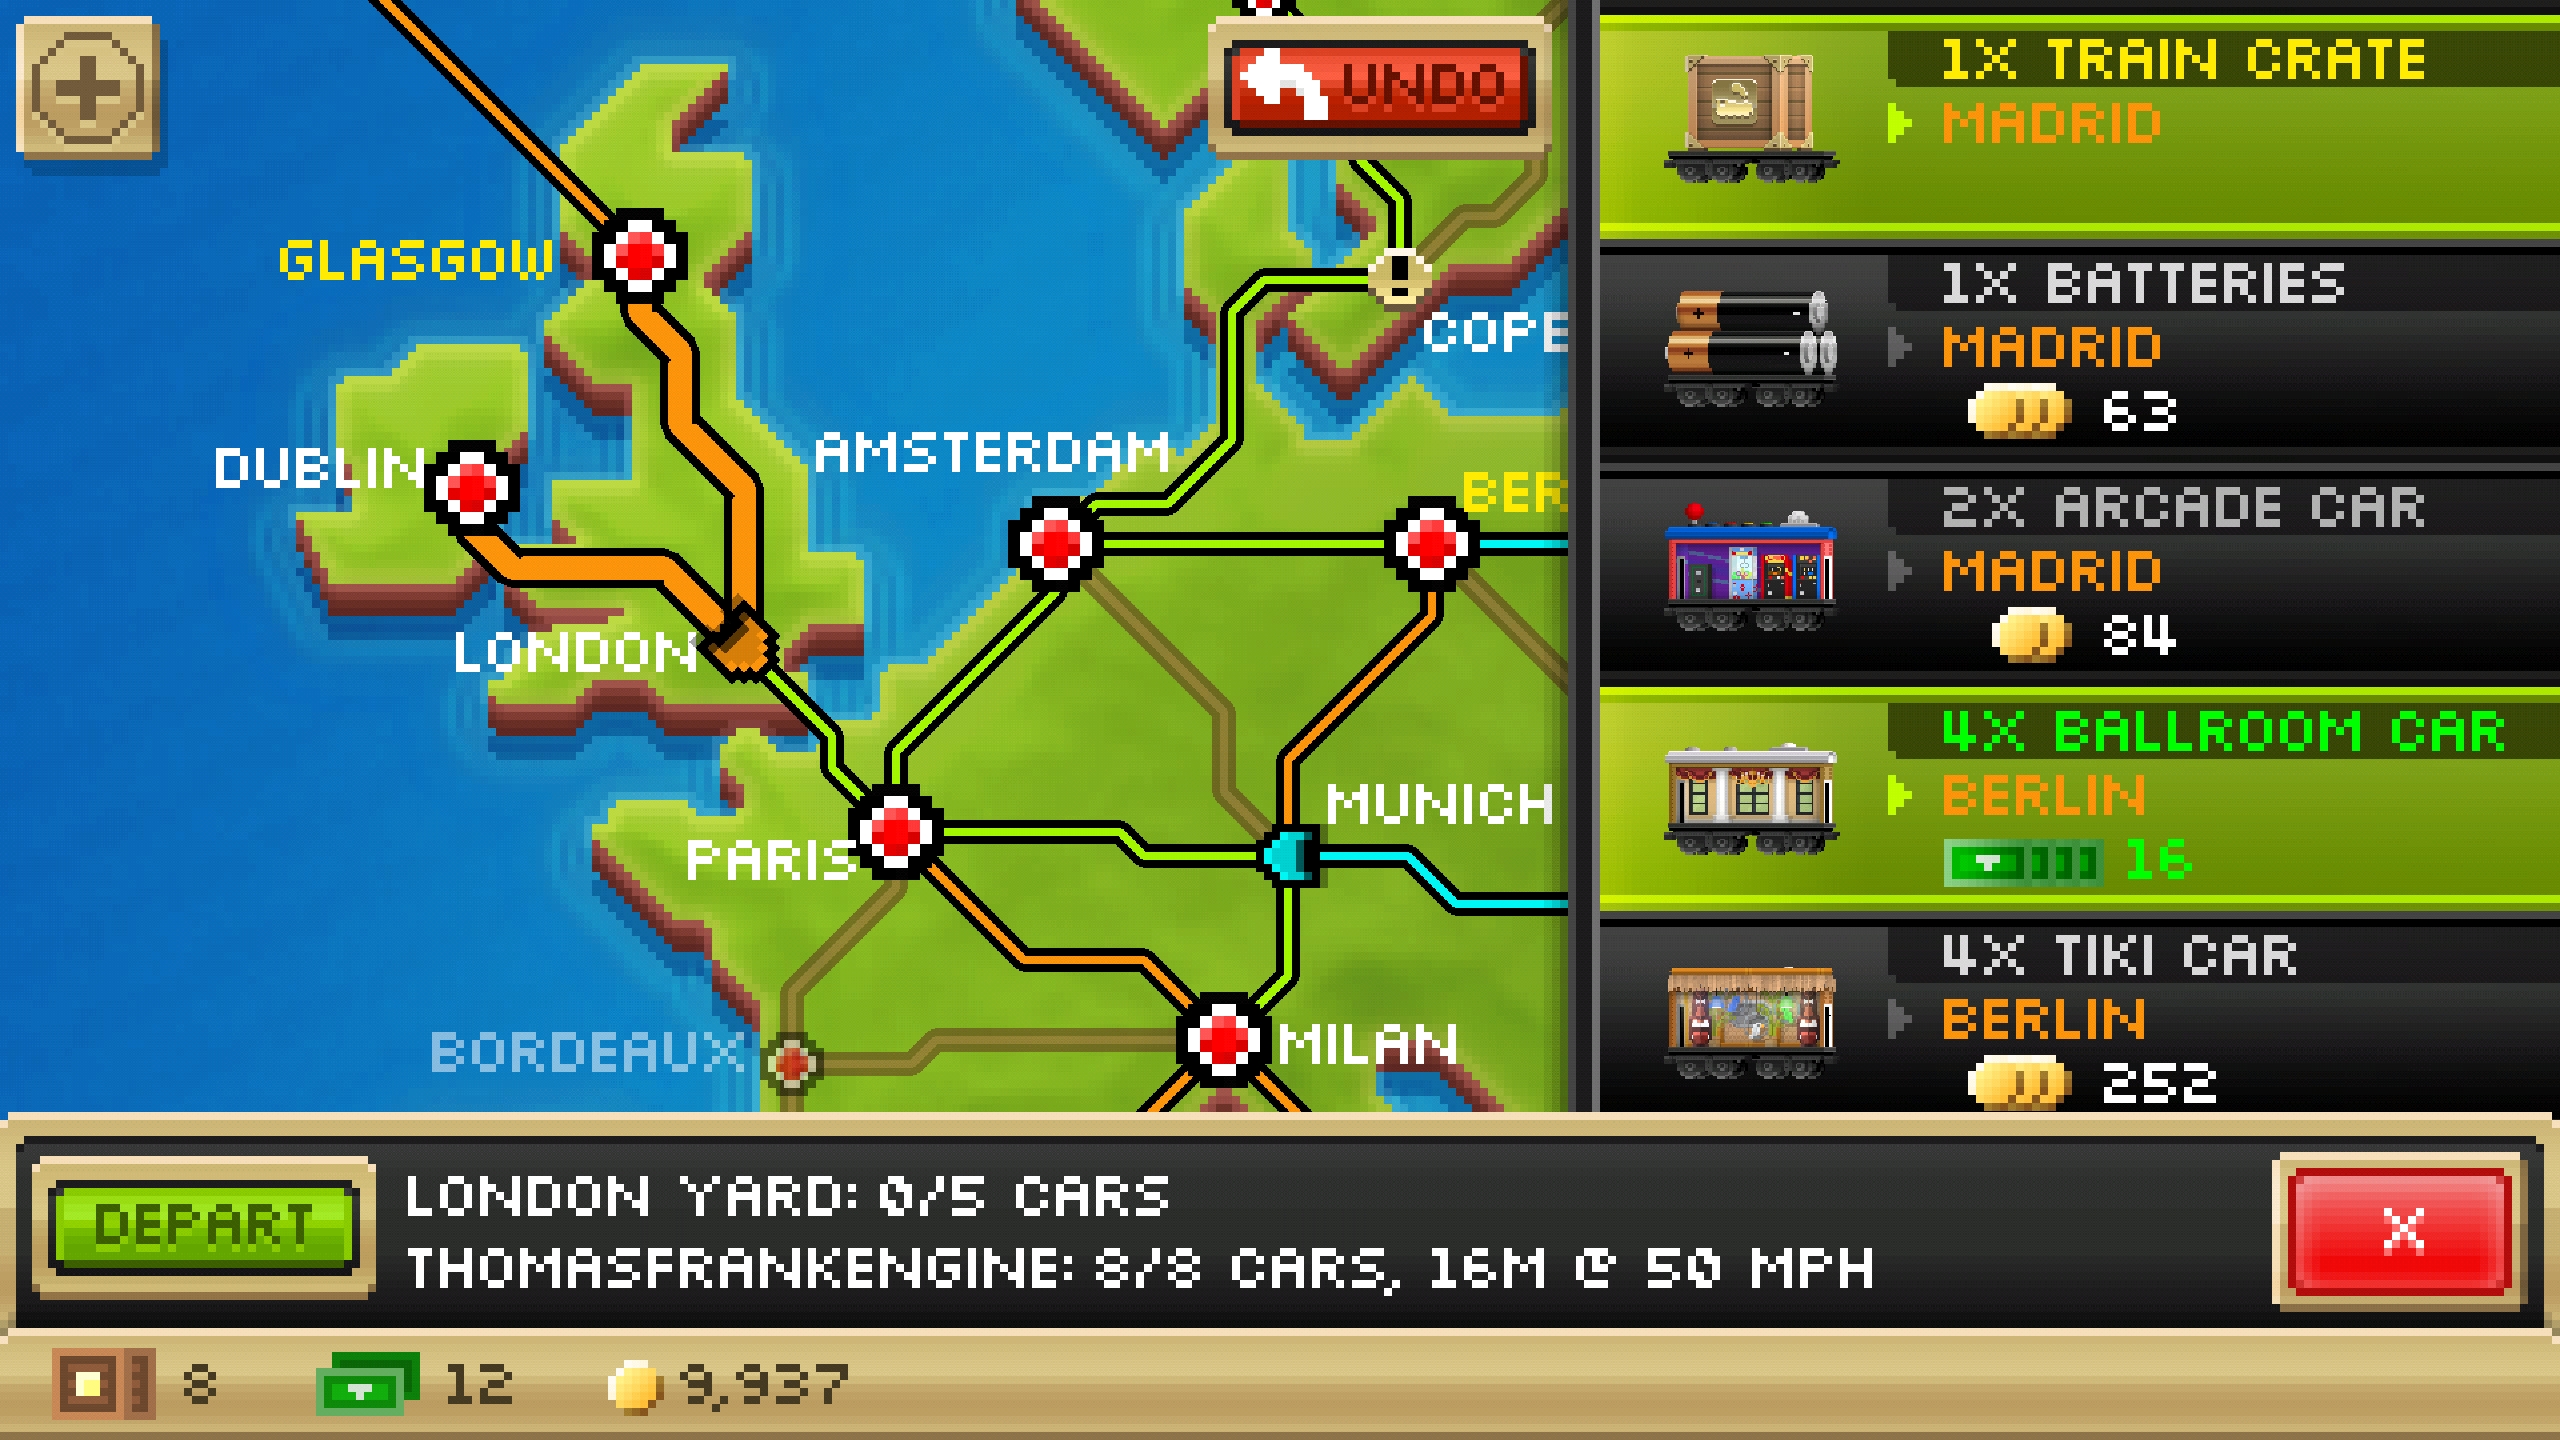 UNDO
GLASGOW
COPE
DUBLIN
AMSTERDAM
BER
LONDON
MUNICH
PARIS
BORDEAUX
MILAN
1X TRAIN CRATE
MADRID
1X BATTERIES
MADRID
63
2X ARCADE CAR
MADRID
84
4X BALLROOM CAR
BERLIN
16
4X TIKI CAR
BERLIN
252
DEPART
LONDON YARD: 0/5 CARS
THOMASFRANKENGINE: 8/8 CARS, 16M @ 50 MPH
X
8
12
9,937